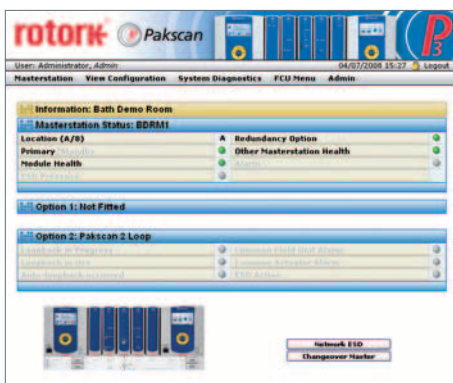 rotork Pakscan P3
User: Administrator, Admin 04/07/2008 15:27 Logout
Masterstation View Configuration System Diagnostics FCU Menu Admin
Information: Bath Demo Room
Masterstation Status: BDRM1
Location (A/B) A Redundancy Option
Primary /Standby Other Masterstation Health
Module Health Alarm
ESD Pressure
Option 1: Not Fitted
Option 2: Pakscan 2 Loop
Loopback in Progress Common Field Unit Alarm
Loopback in Use Common Actuator Alarm
Auto-loopback occurred ESD Active
Network ESD
Changeover Master